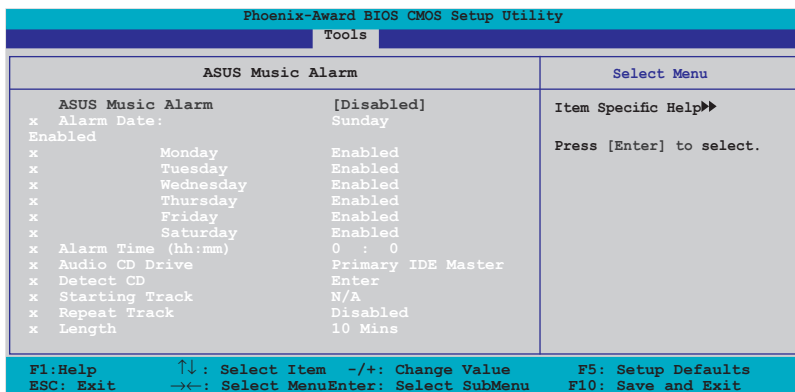 Phoenix-Award BIOS CMOS Setup Utility
Tools
ASUS Music Alarm
Select Menu
ASUS Music Alarm [Disabled]
x Alarm Date: Sunday
Enabled
x Monday Enabled
x Tuesday Enabled
x Wednesday Enabled
x Thursday Enabled
x Friday Enabled
x Saturday Enabled
x Alarm Time (hh:mm) 0 : 0
x Audio CD Drive Primary IDE Master
x Detect CD Enter
x Starting Track N/A
x Repeat Track Disabled
x Length 10 Mins
Item Specific Help▶▶
Press [Enter] to select.
F1:Help ↑↓: Select Item -/+: Change Value F5: Setup Defaults
ESC: Exit →←: Select MenuEnter: Select SubMenu F10: Save and Exit